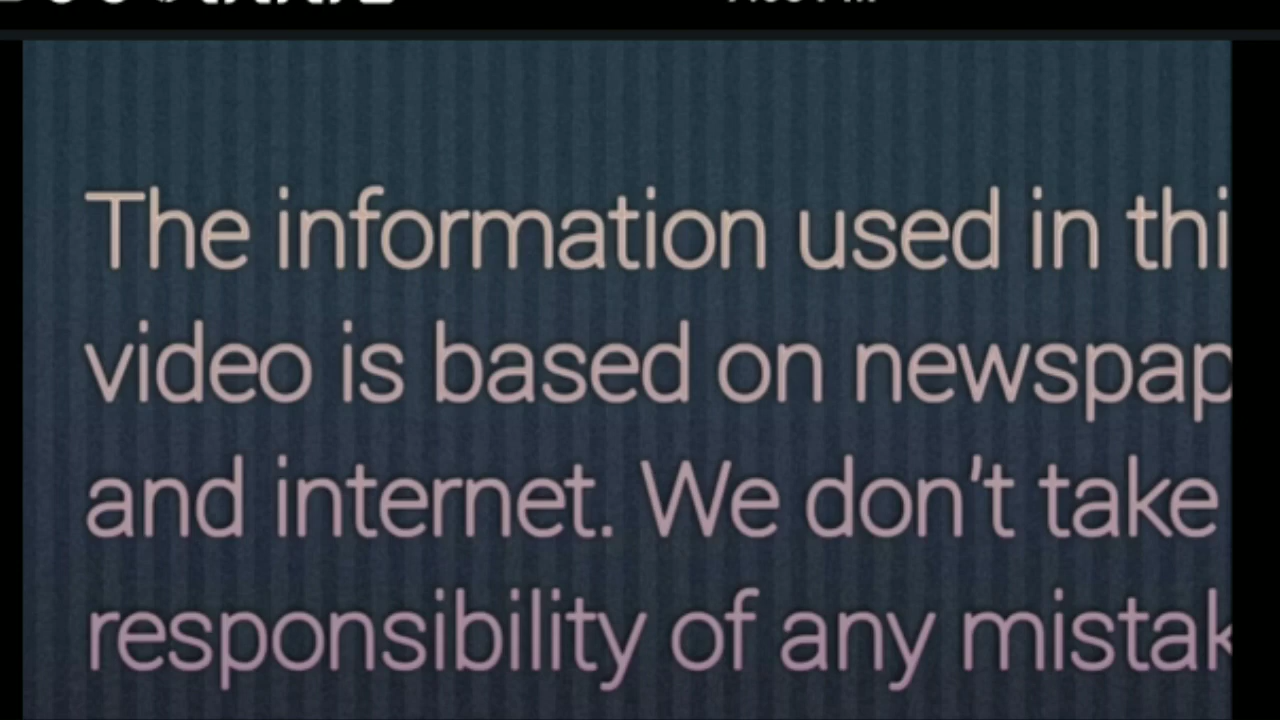 The information used in thi
video is based on newspap
and internet. We don't take
responsibility of any mistak